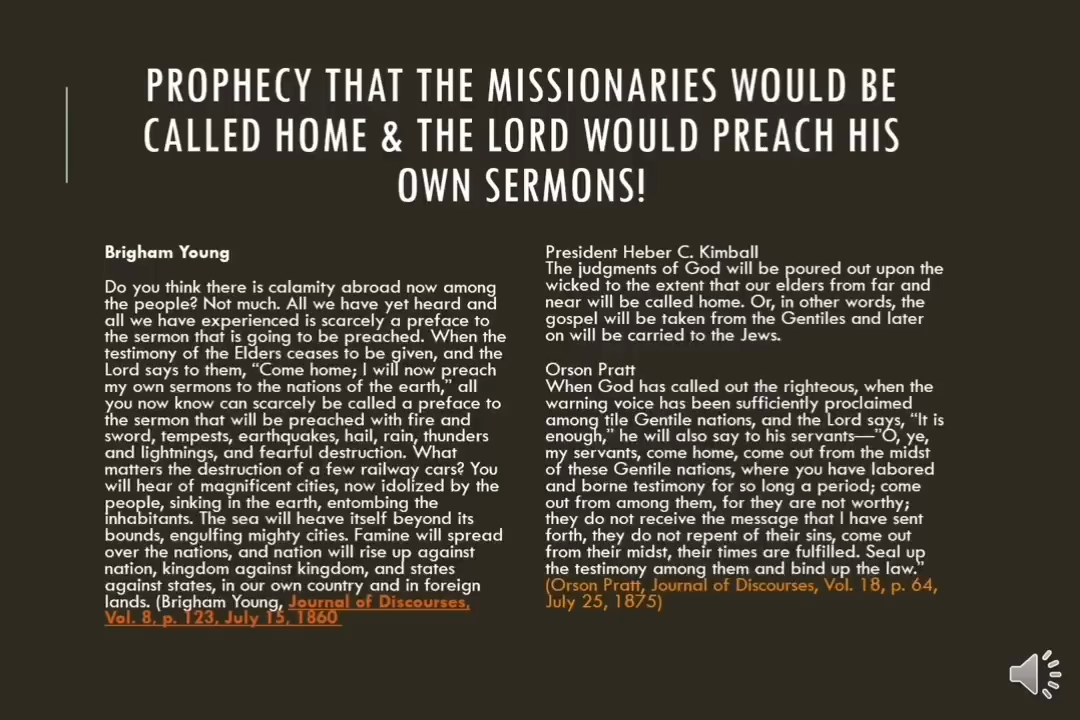 PROPHECY THAT THE MISSIONARIES WOULD BE
CALLED HOME & THE LORD WOULD PREACH HIS
OWN SERMONS!
Brigham Young
Do you think there is calamity abroad now among
the people? Not much. All we have yet heard and
all we have experienced is scarcely a preface to
the sermon that is going to be preached. When the
testimony of the Elders ceases to be given, and the
Lord says to them, “Come home; I will now preach
my own sermons to the nations of the earth,” all
you now know can scarcely be called a preface to
the sermon that will be preached with fire and
sword, tempests, earthquakes, hail, rain, thunders
and lightnings, and fearful destruction. What
matters the destruction of a few railway cars? You
will hear of magnificent cities, now idolized by the
people, sinking in the earth, entombing the
inhabitants. The sea will heave itself beyond its
bounds, engulfing mighty cities. Famine will spread
over the nations, and nation will rise up against
nation, kingdom against kingdom, and states
against states, in our own country and in foreign
lands. (Brigham Young, Journal of Discourses,
Vol. 8, p. 123, July 15, 1860
President Heber C. Kimball
The judgments of God will be poured out upon the
wicked to the extent that our elders from far and
near will be called home. Or, in other words, the
gospel will be taken from the Gentiles and later
on will be carried to the Jews.
Orson Pratt
When God has called out the righteous, when the
warning voice has been sufficiently proclaimed
among tile Gentile nations, and the Lord says, “It is
enough,” he will also say to his servants—”O, ye,
my servants, come home, come out from the midst
of these Gentile nations, where you have labored
and borne testimony for so long a period; come
out from among them, for they are not worthy;
they do not receive the message that I have sent
forth, they do not repent of their sins, come out
from their midst, their times are fulfilled. Seal up
the testimony among them and bind up the law.”
(Orson Pratt, Journal of Discourses, Vol. 18, p. 64,
July 25, 1875)